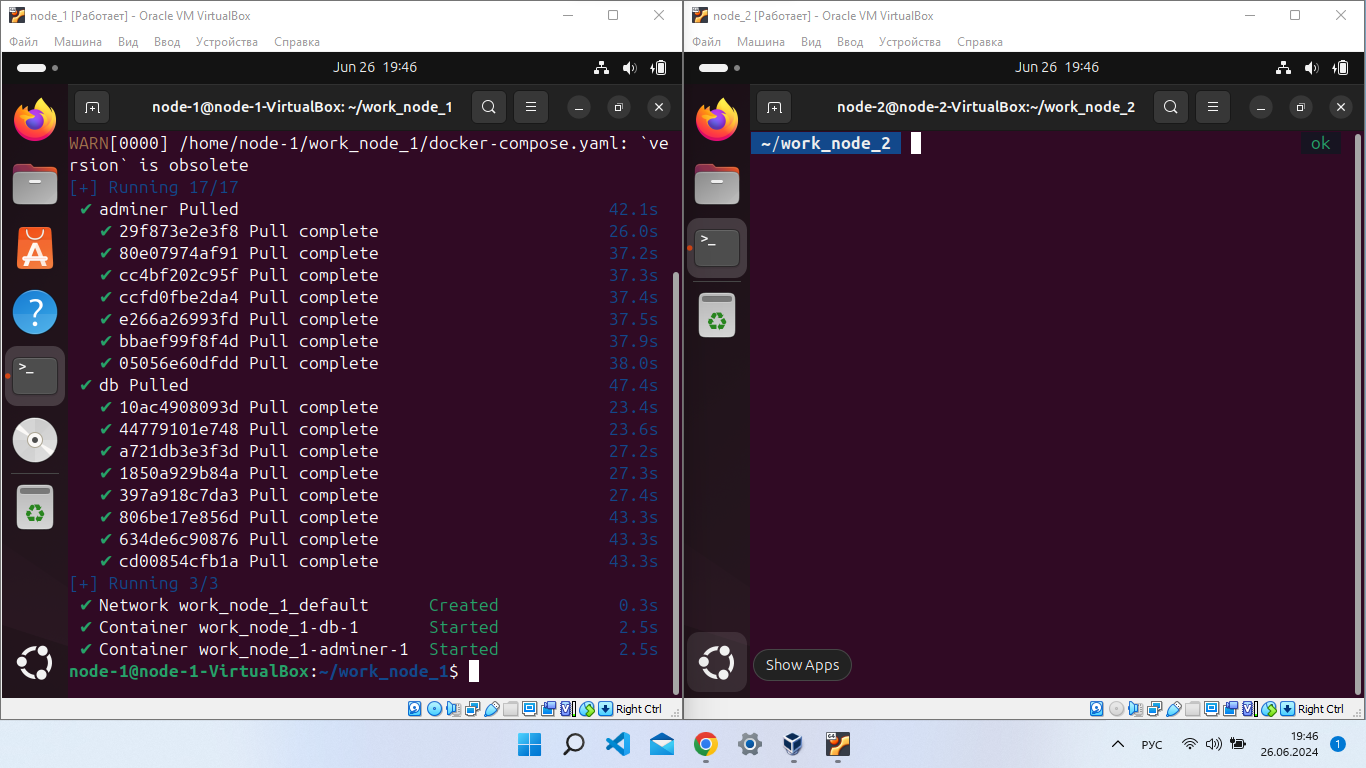 node_1 [Работает] - Oracle VM VirtualBox
Файл Машина Вид Ввод Устройства Справка
Jun 26 19:46
node-1@node-1-VirtualBox: ~/work_node_1
WARN[0000] /home/node-1/work_node_1/docker-compose.yaml: `ve
rsion` is obsolete
[+] Running 17/17
✔ adminer Pulled 42.1s
✔ 29f873e2e3f8 Pull complete 26.0s
✔ 80e07974af91 Pull complete 37.2s
✔ cc4bf202c95f Pull complete 37.3s
✔ ccfd0fbe2da4 Pull complete 37.4s
✔ e266a26993fd Pull complete 37.5s
✔ bbaef99f8f4d Pull complete 37.9s
✔ 05056e60dfdd Pull complete 38.0s
✔ db Pulled 47.4s
✔ 10ac4908093d Pull complete 23.4s
✔ 44779101e748 Pull complete 23.6s
✔ a721db3e3f3d Pull complete 27.2s
✔ 1850a929b84a Pull complete 27.3s
✔ 397a918c7da3 Pull complete 27.4s
✔ 806be17e856d Pull complete 43.3s
✔ 634de6c90876 Pull complete 43.3s
✔ cd00854cfb1a Pull complete 43.3s
[+] Running 3/3
✔ Network work_node_1_default Created 0.3s
✔ Container work_node_1-db-1 Started 2.5s
✔ Container work_node_1-adminer-1 Started 2.5s
node-1@node-1-VirtualBox:~/work_node_1$
Right Ctrl
node_2 [Работает] - Oracle VM VirtualBox
Файл Машина Вид Ввод Устройства Справка
Jun 26 19:46
node-2@node-2-VirtualBox:~/work_node_2
~/work_node_2 ok
Show Apps
Right Ctrl
РУС
19:46
26.06.2024
1